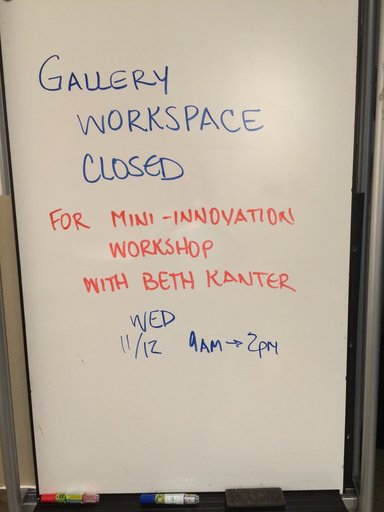 GALLERY
WORKSPACE
CLOSED
FOR MINI-INNOVATION
WORKSHOP
WITH BETH KANTER
WED
11/12 9AM→2PM